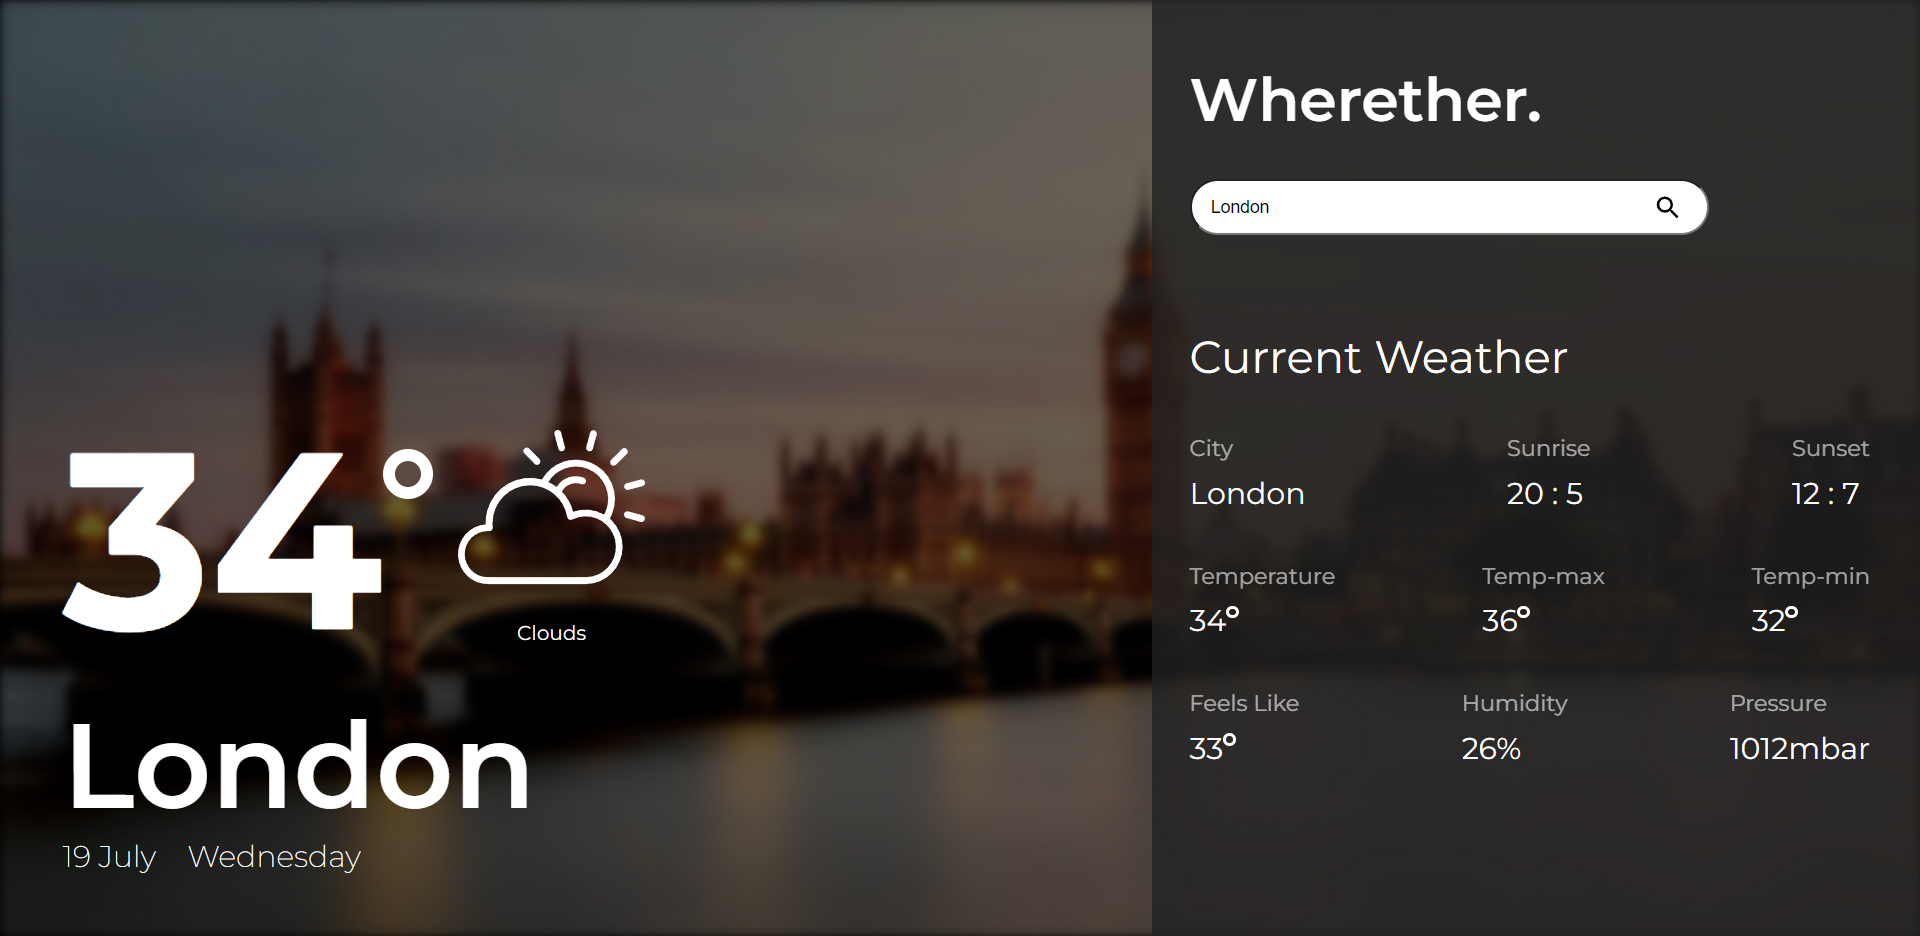 Wherether.
London
34°
Clouds
London
19 July Wednesday
Current Weather
City Sunrise Sunset
London 20 : 5 12 : 7
Temperature Temp-max Temp-min
34° 36° 32°
Feels Like Humidity Pressure
33° 26% 1012mbar